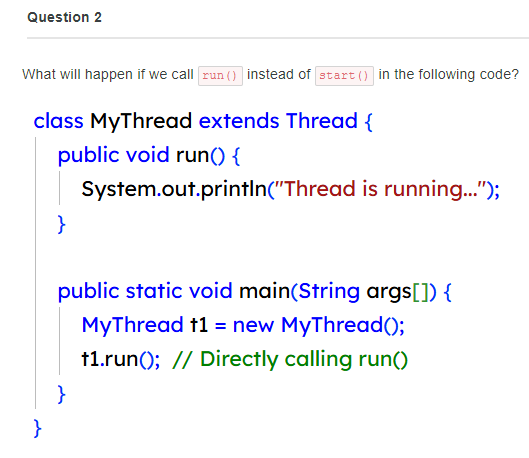 Question 2
What will happen if we call run() instead of start() in the following code?
class MyThread extends Thread {
public void run() {
System.out.println("Thread is running...");
}
public static void main(String args[]) {
MyThread t1 = new MyThread();
t1.run(); // Directly calling run()
}
}